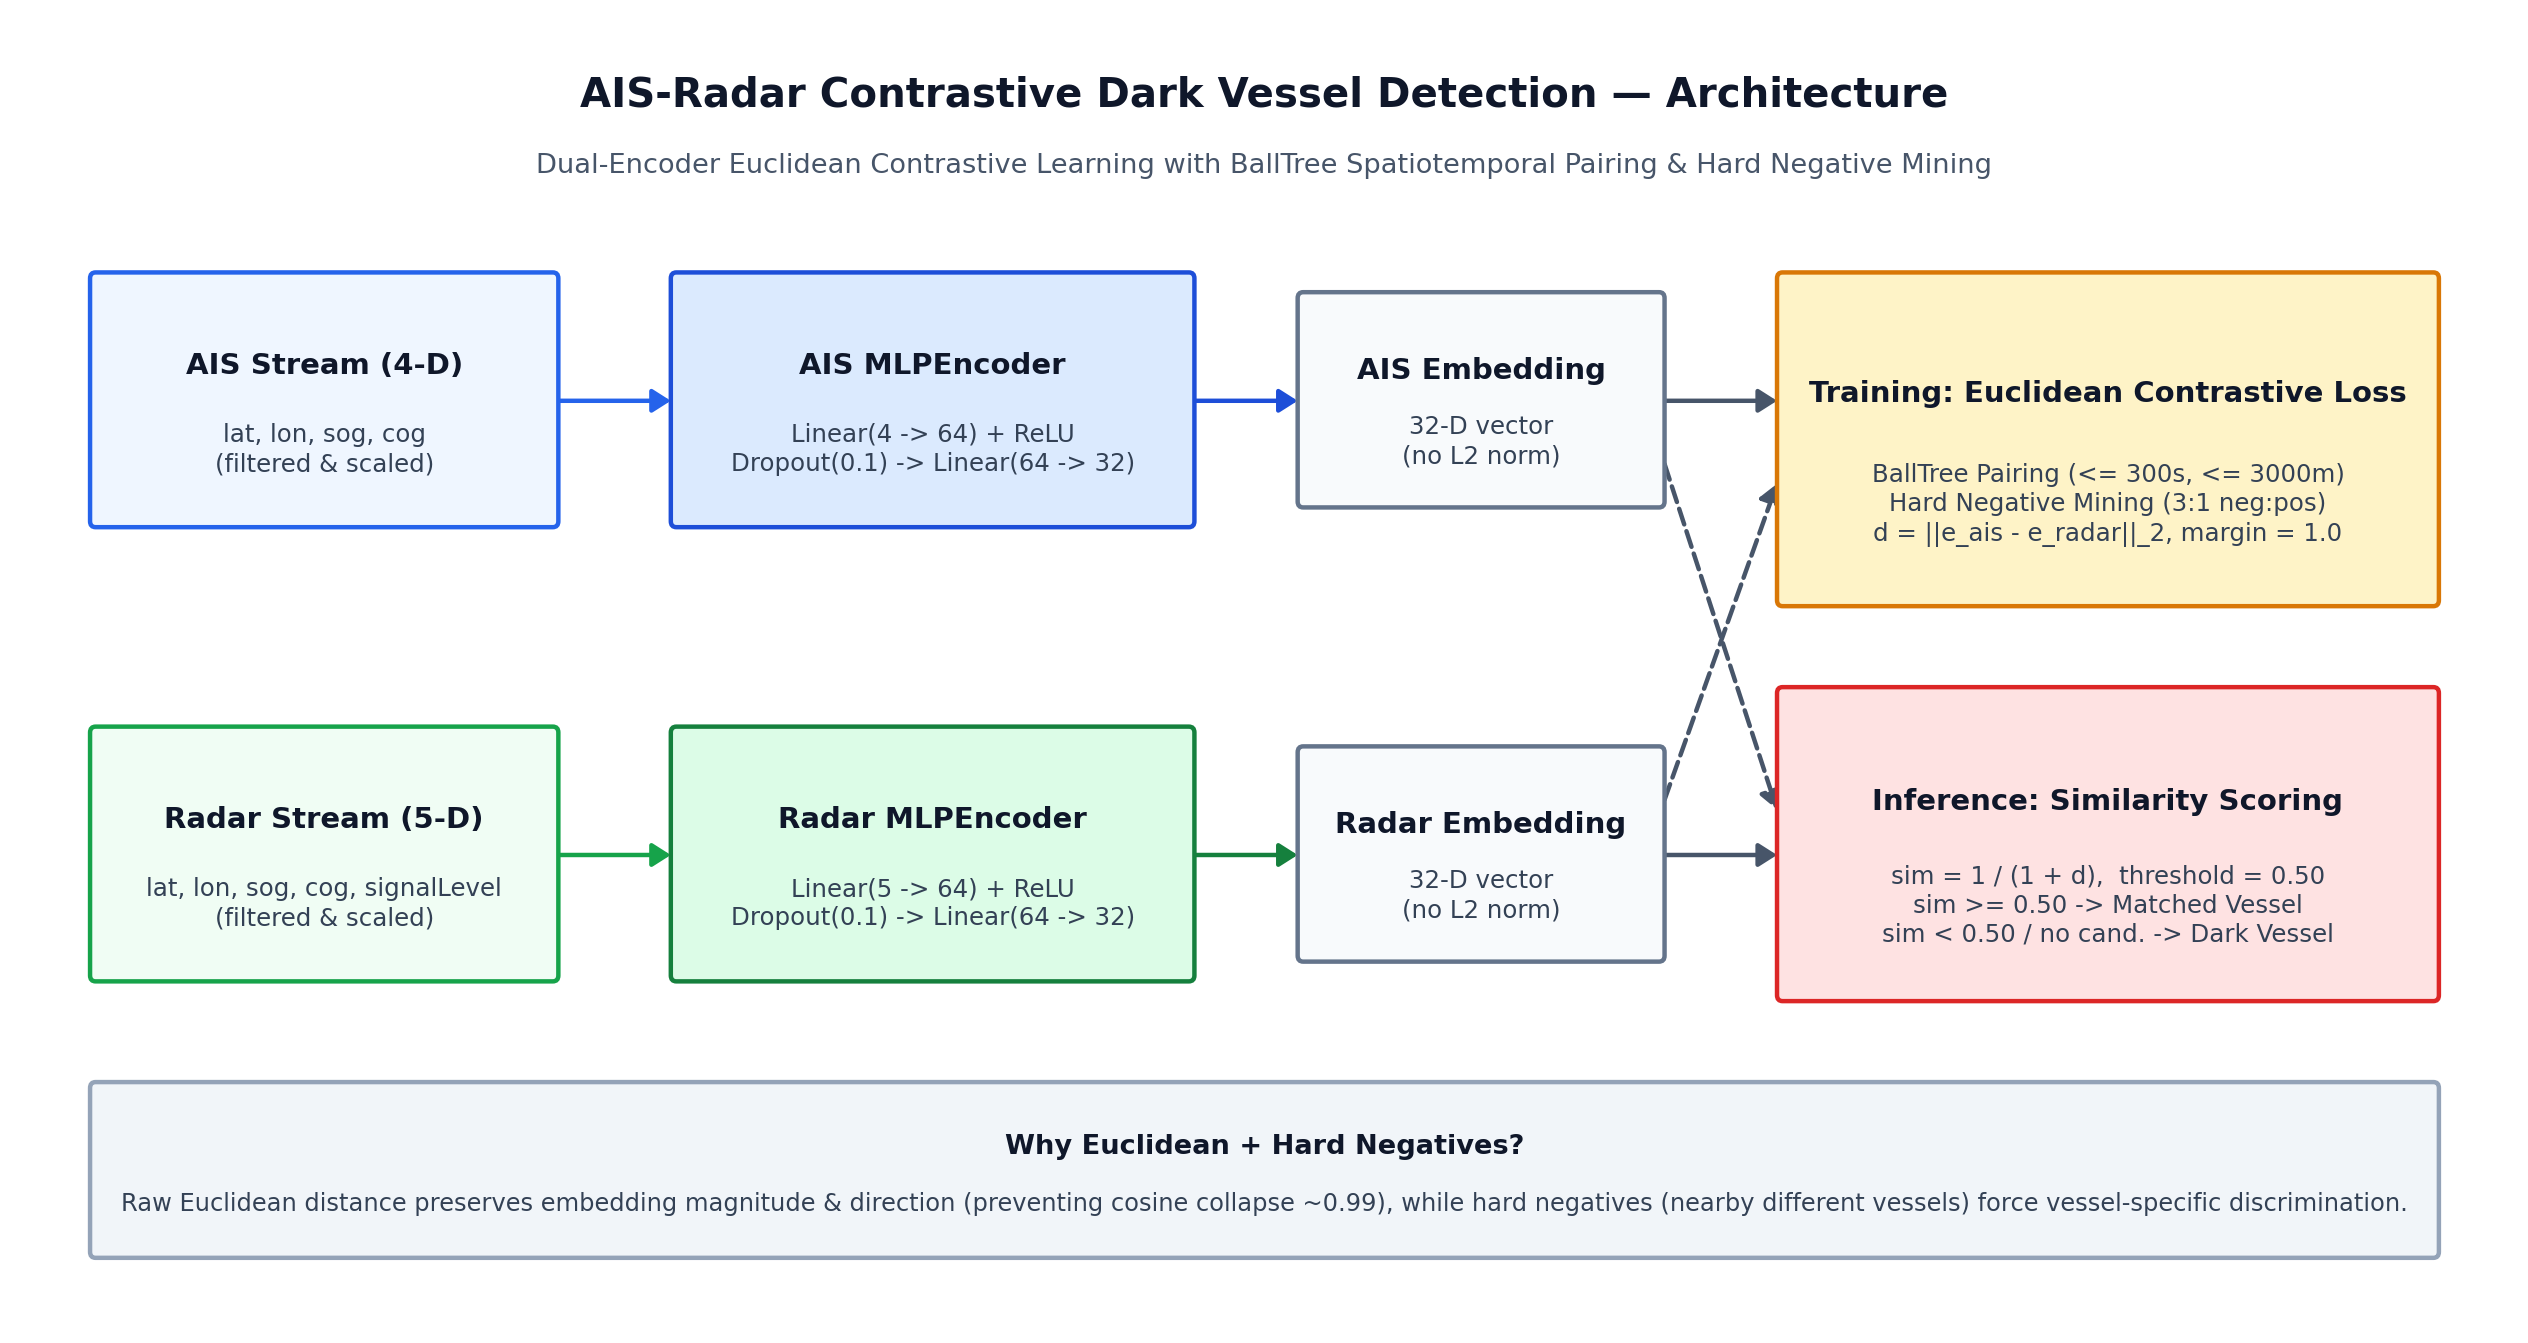 AIS-Radar Contrastive Dark Vessel Detection — Architecture
Dual-Encoder Euclidean Contrastive Learning with BallTree Spatiotemporal Pairing & Hard Negative Mining
AIS Stream (4-D)
lat, lon, sog, cog
(filtered & scaled)
AIS MLPEncoder
Linear(4 -> 64) + ReLU
Dropout(0.1) -> Linear(64 -> 32)
AIS Embedding
32-D vector
(no L2 norm)
Training: Euclidean Contrastive Loss
BallTree Pairing (<= 300s, <= 3000m)
Hard Negative Mining (3:1 neg:pos)
d = ||e_ais - e_radar||_2, margin = 1.0
Radar Stream (5-D)
lat, lon, sog, cog, signalLevel
(filtered & scaled)
Radar MLPEncoder
Linear(5 -> 64) + ReLU
Dropout(0.1) -> Linear(64 -> 32)
Radar Embedding
32-D vector
(no L2 norm)
Inference: Similarity Scoring
sim = 1 / (1 + d),  threshold = 0.50
sim >= 0.50 -> Matched Vessel
sim < 0.50 / no cand. -> Dark Vessel
Why Euclidean + Hard Negatives?
Raw Euclidean distance preserves embedding magnitude & direction (preventing cosine collapse ~0.99), while hard negatives (nearby different vessels) force vessel-specific discrimination.